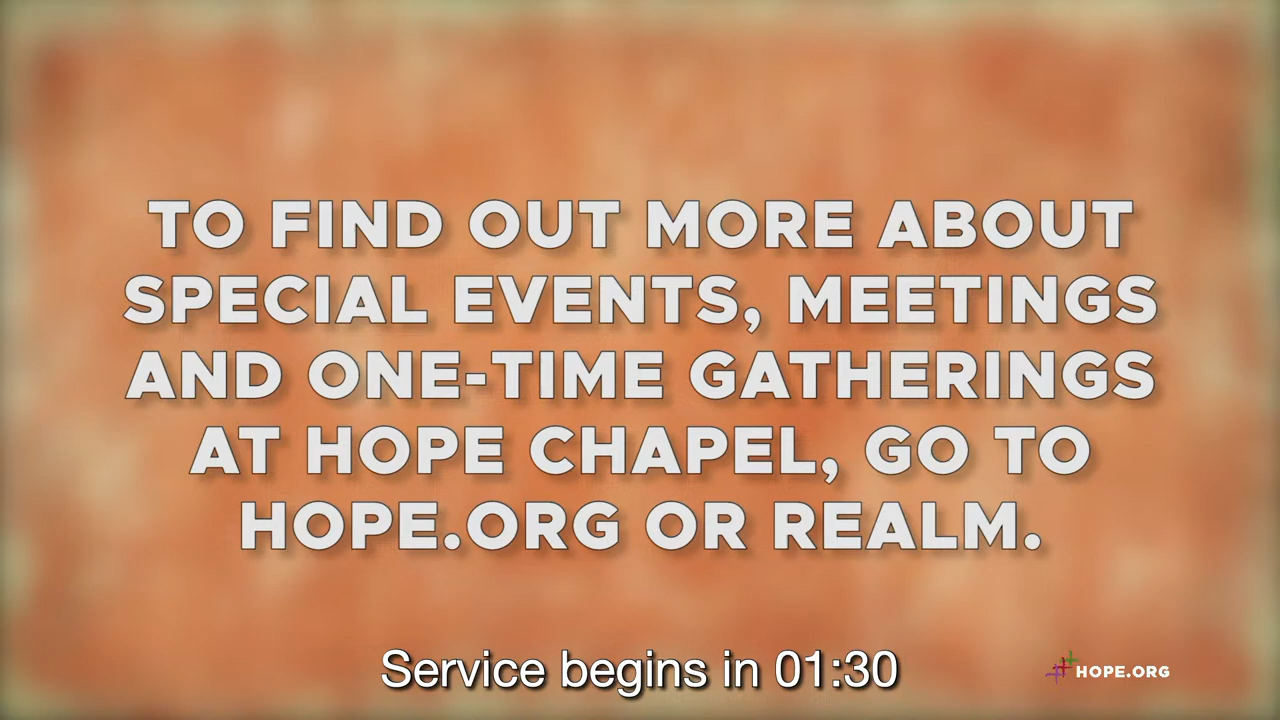 TO FIND OUT MORE ABOUT
SPECIAL EVENTS, MEETINGS
AND ONE-TIME GATHERINGS
AT HOPE CHAPEL, GO TO
HOPE.ORG OR REALM.
Service begins in 01:30
HOPE.ORG